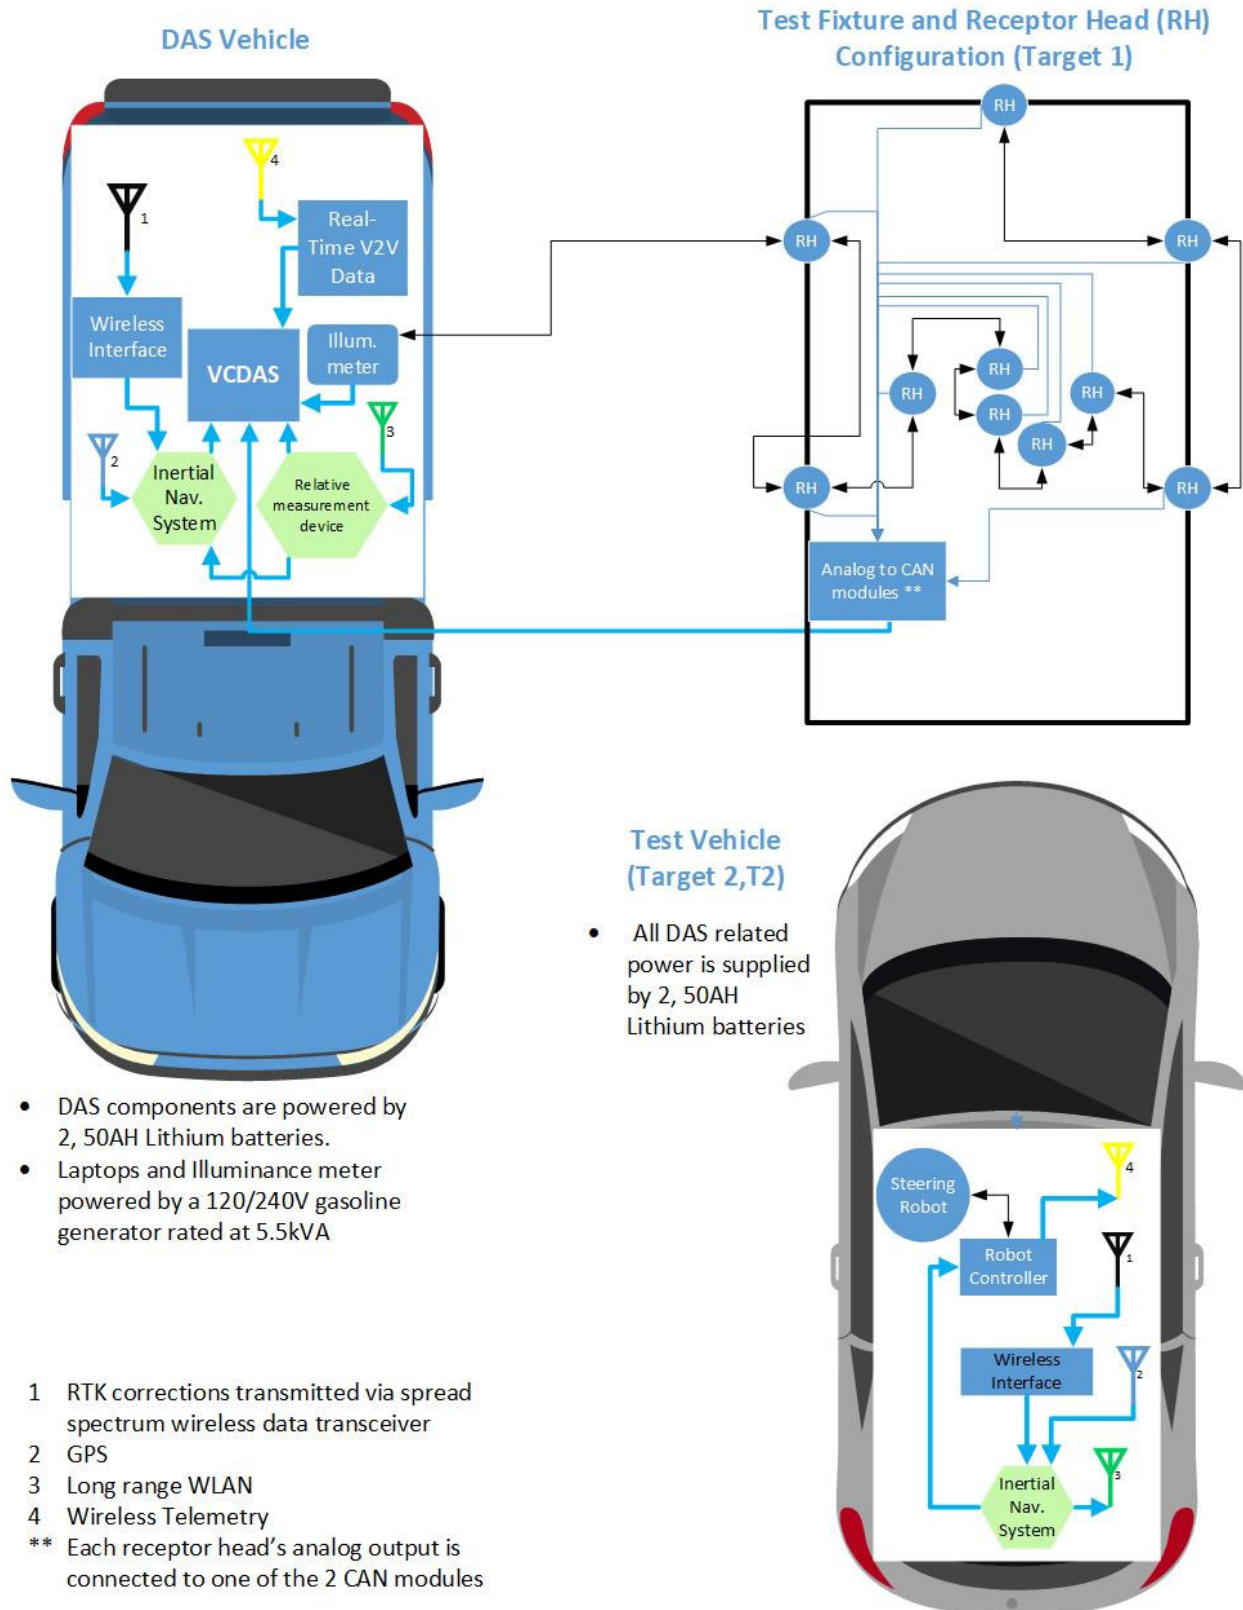 DAS Vehicle
4
1
Real-
Time V2V
Data
Wireless
Interface
VCDAS
Illum.
meter
3
2
Inertial
Nav.
System
Relative
measurement
device
Test Fixture and Receptor Head (RH)
Configuration (Target 1)
RH
RH
RH
RH
RH
RH
RH
RH
RH
RH
Analog to CAN
modules **
Test Vehicle
(Target 2,T2)
• All DAS related
power is supplied
by 2, 50AH
Lithium batteries
• DAS components are powered by
2, 50AH Lithium batteries.
• Laptops and Illuminance meter
powered by a 120/240V gasoline
generator rated at 5.5kVA
4
Steering
Robot
Robot
Controller
1
Wireless
Interface
2
3
Inertial
Nav.
System
1 RTK corrections transmitted via spread
spectrum wireless data transceiver
2 GPS
3 Long range WLAN
4 Wireless Telemetry
** Each receptor head’s analog output is
connected to one of the 2 CAN modules